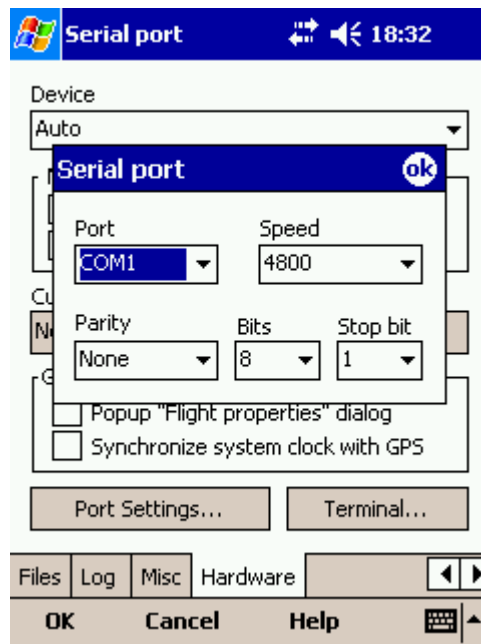 Serial port 18:32
Device
Auto
Serial port ok
Port Speed
COM1 4800
Cu
Parity Bits Stop bit
None 8 1
Popup "Flight properties" dialog
Synchronize system clock with GPS
Port Settings... Terminal...
Files Log Misc Hardware
OK Cancel Help